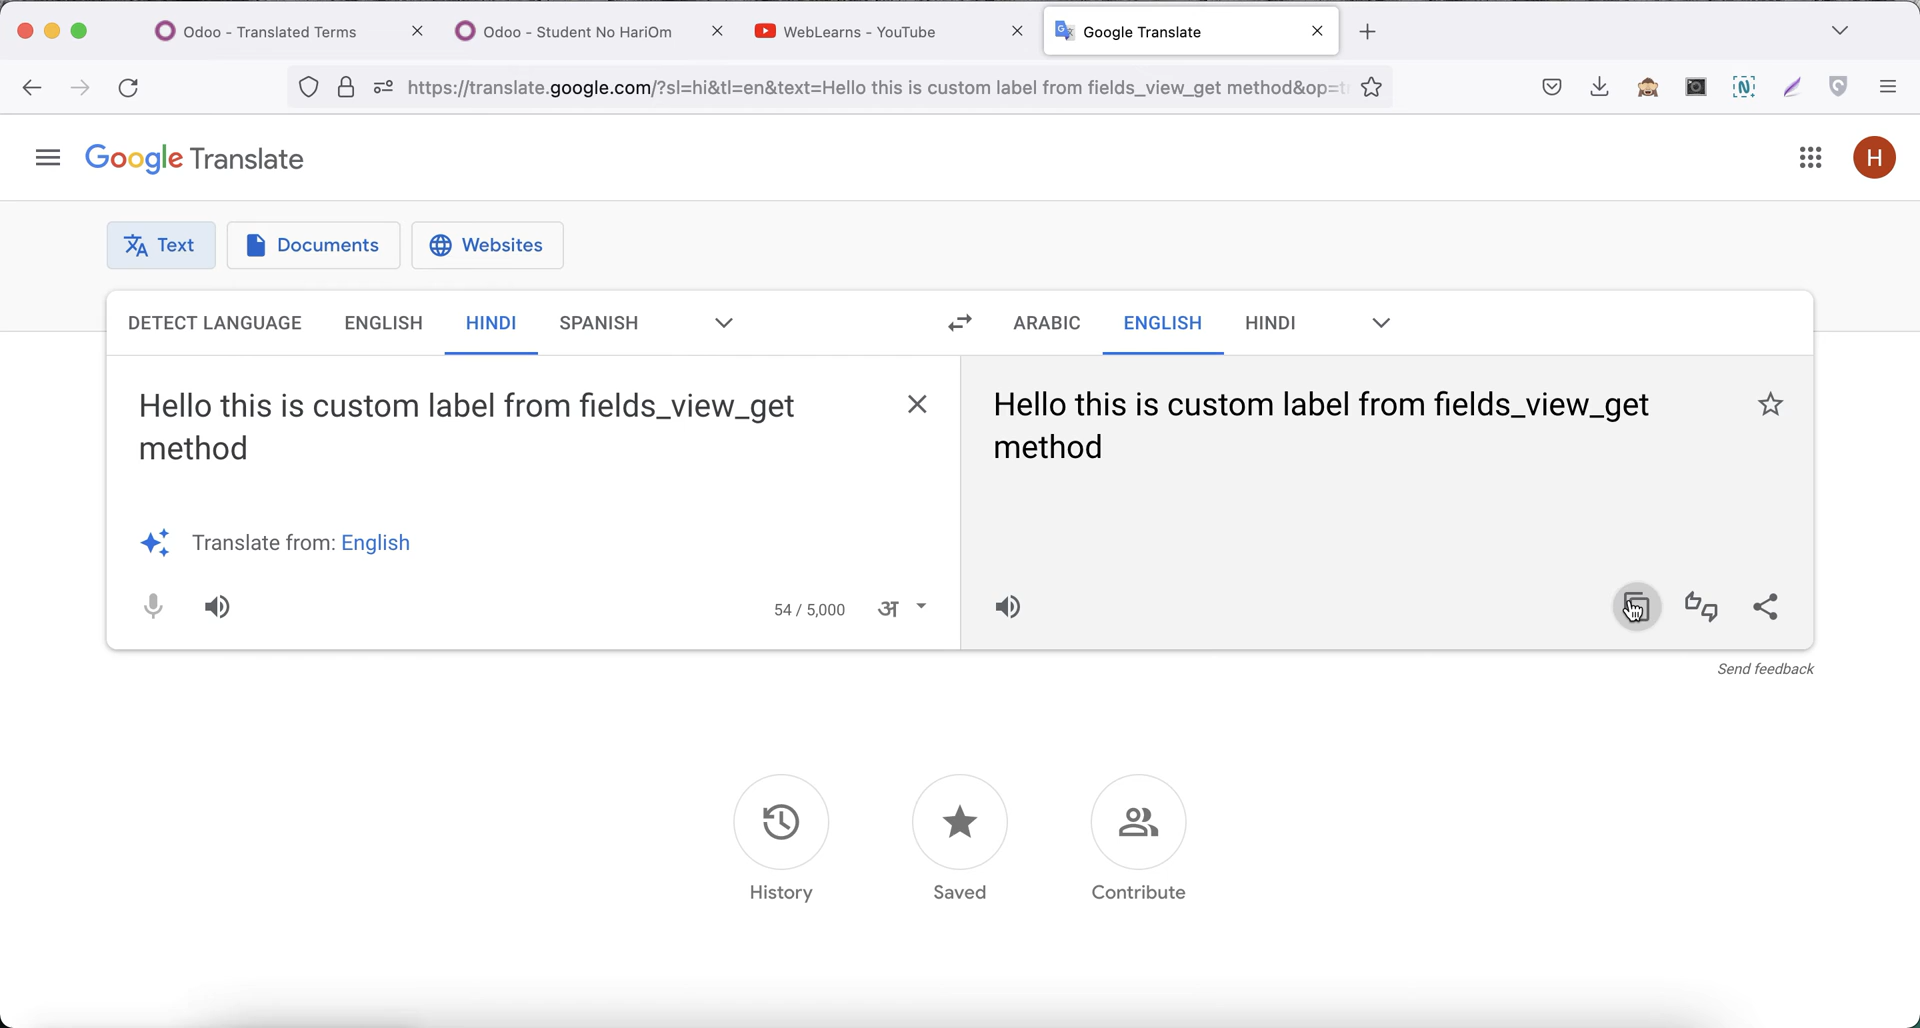 Odoo - Translated Terms
Odoo - Student No HariOm
WebLearns - YouTube
Google Translate
https://translate.google.com/?sl=hi&tl=en&text=Hello this is custom label from fields_view_get method&op=t
Google Translate
H
Text
Documents
Websites
DETECT LANGUAGE
ENGLISH
HINDI
SPANISH
ARABIC
ENGLISH
HINDI
Hello this is custom label from fields_view_get
method
Hello this is custom label from fields_view_get
method
Translate from: English
54 / 5,000
अ
Send feedback
History
Saved
Contribute